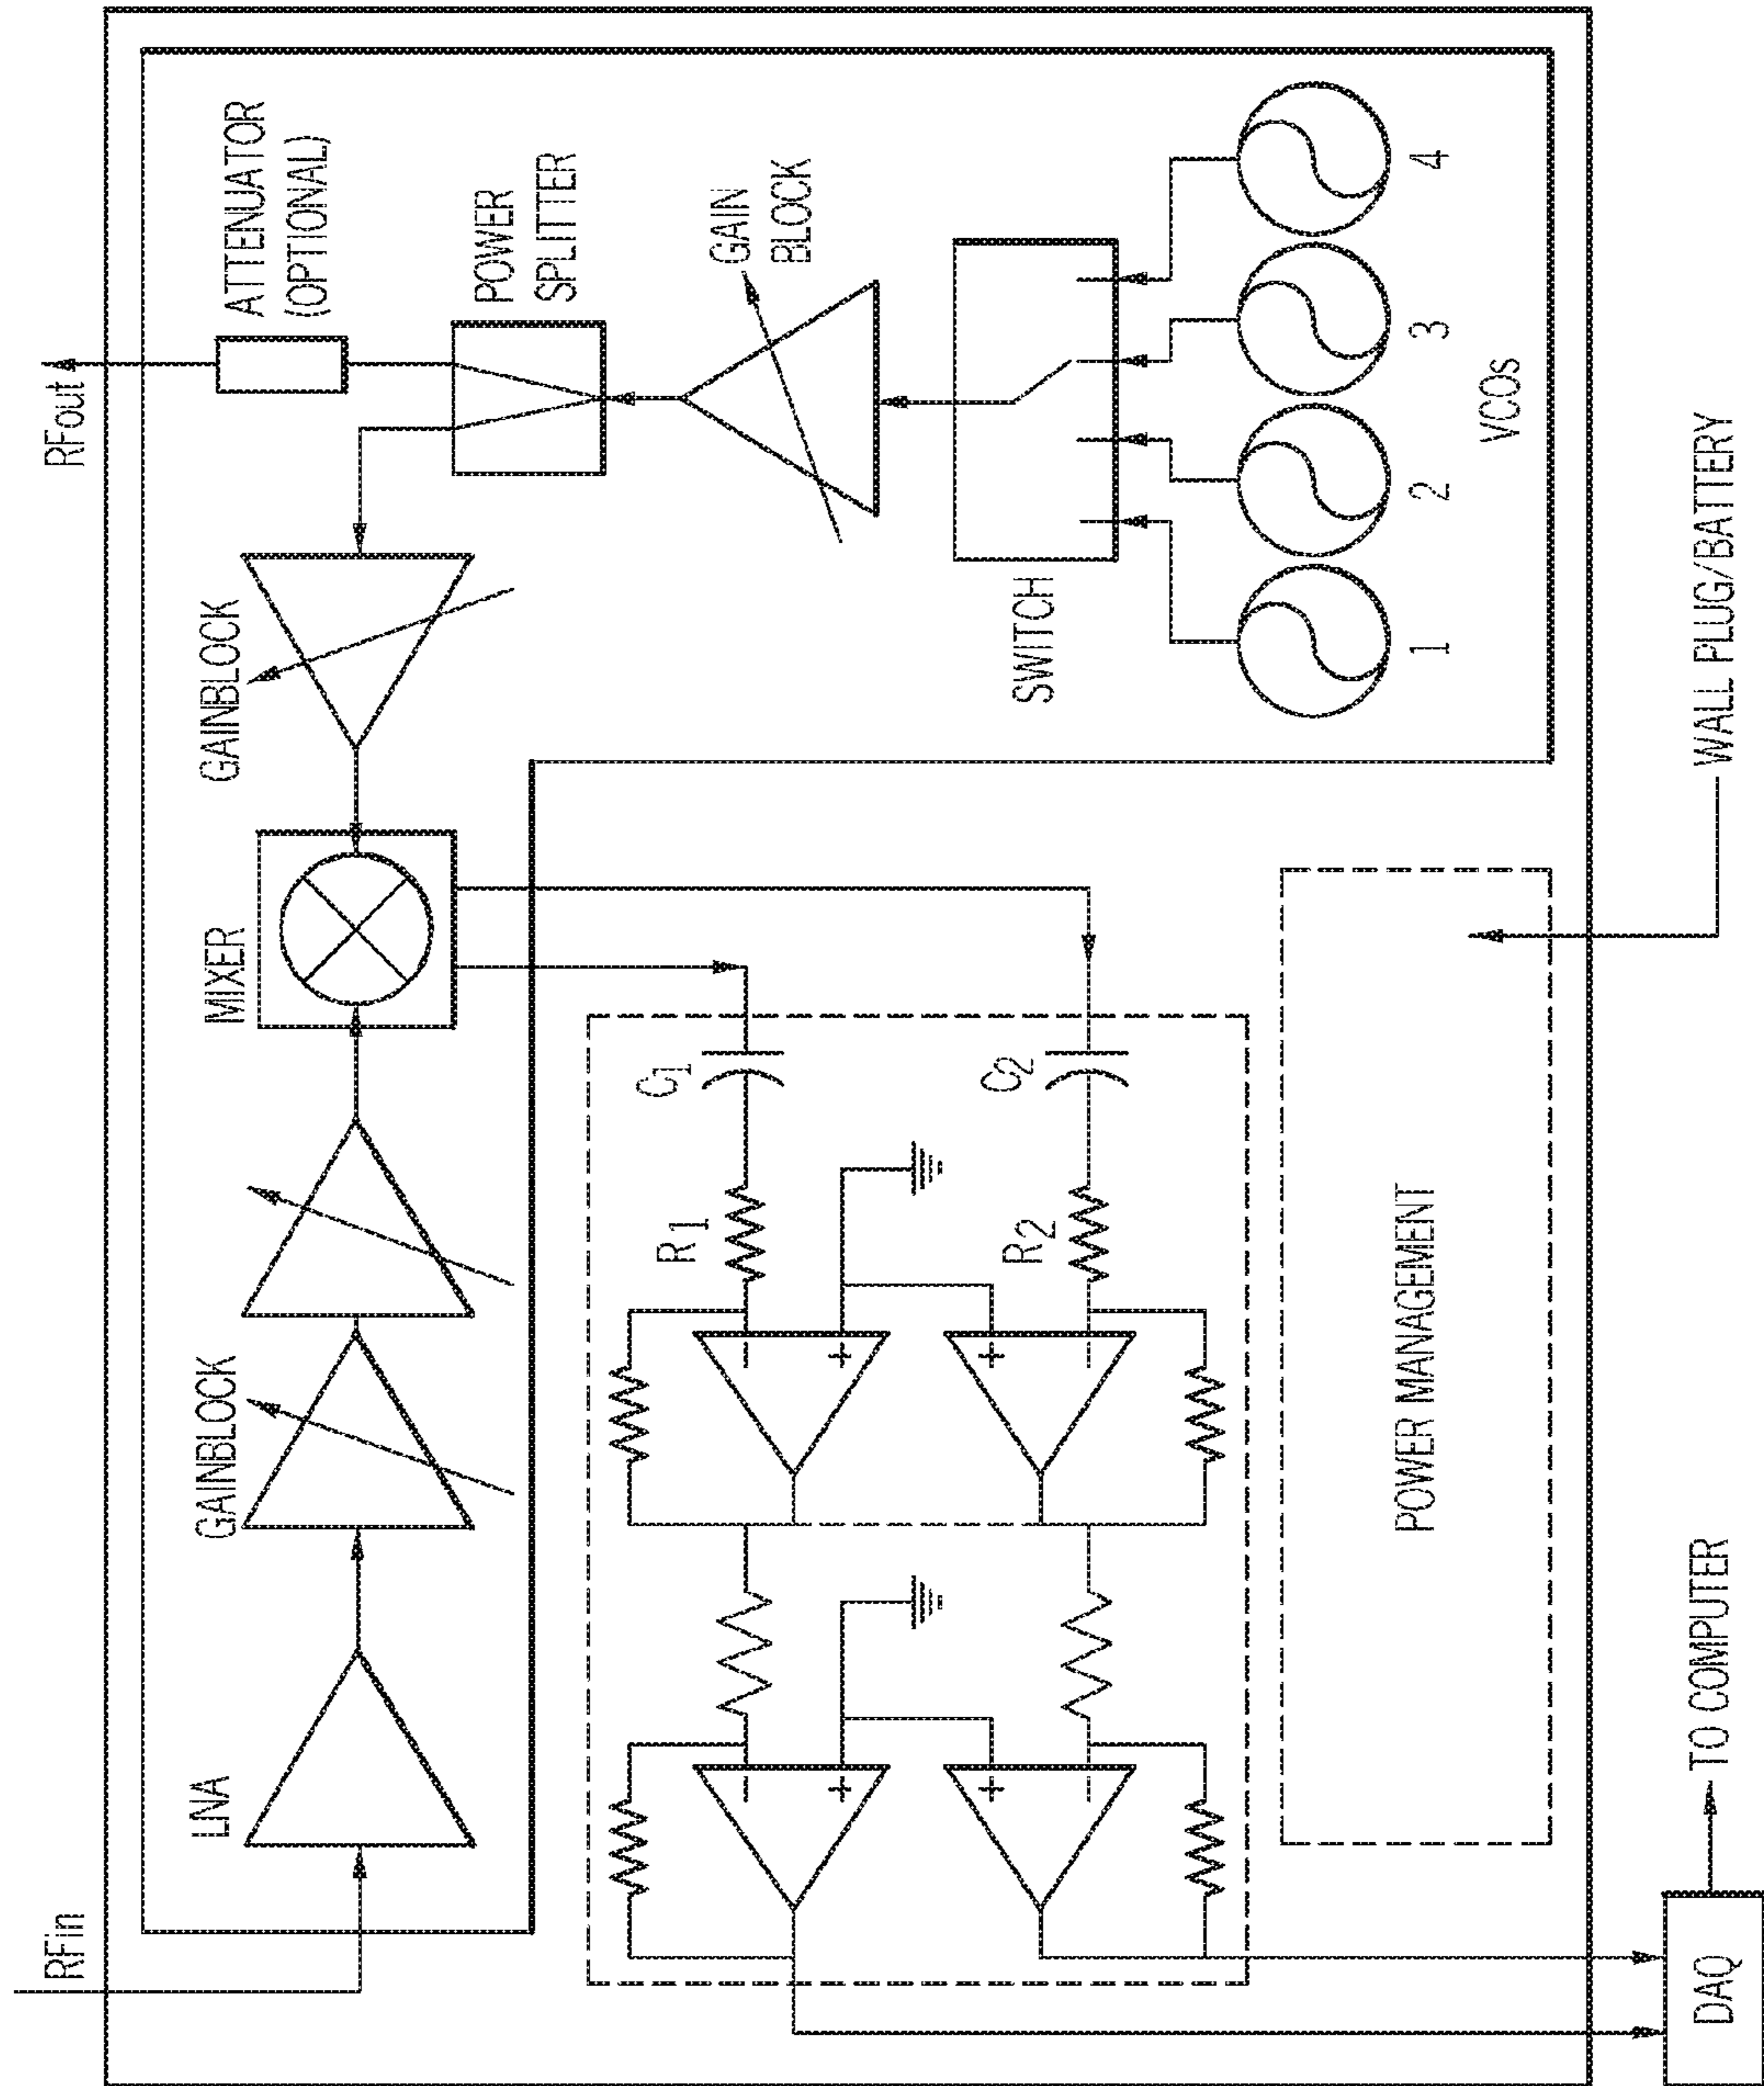 RFin
RFout
LNA
GAINBLOCK
MIXER
GAINBLOCK
ATTENUATOR
(OPTIONAL)
POWER
SPLITTER
GAIN
BLOCK
SWITCH
1
2
3
4
VCOs
C1
R1
C2
R2
- +
+ -
- +
+ -
POWER MANAGEMENT
DAQ
TO COMPUTER
WALL PLUG/BATTERY